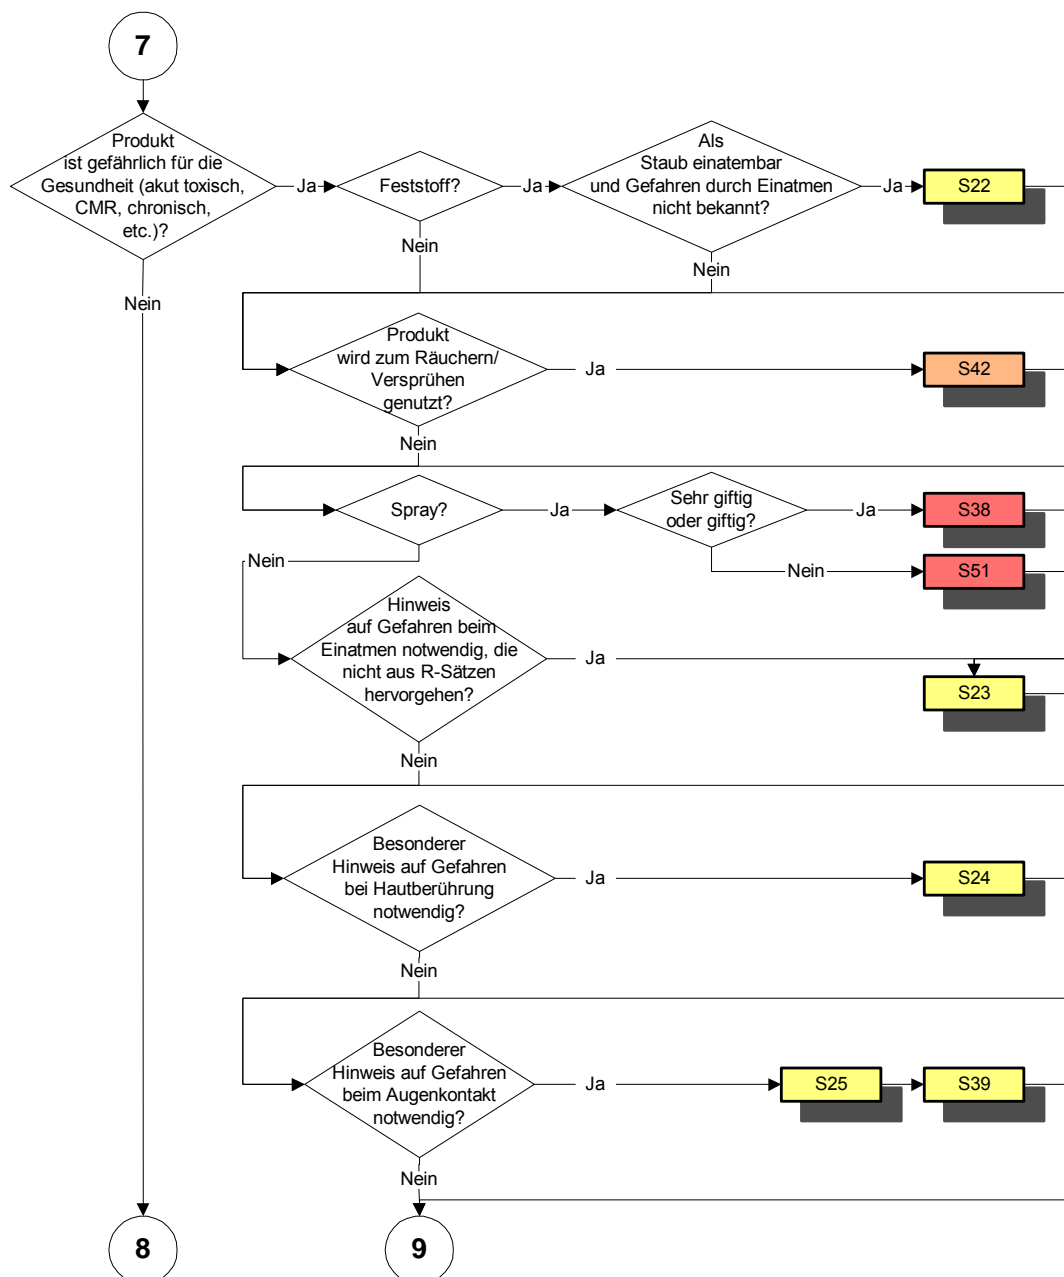 7
Produkt
ist gefährlich für die
Gesundheit (akut toxisch,
CMR, chronisch,
etc.)?
Ja
Feststoff?
Ja
Als
Staub einatembar
und Gefahren durch Einatmen
nicht bekannt?
Ja
S22
Nein
Nein
Nein
Produkt
wird zum Räuchern/
Versprühen
genutzt?
Ja
S42
Nein
Spray?
Ja
Sehr giftig
oder giftig?
Ja
S38
Nein
Nein
S51
Hinweis
auf Gefahren beim
Einatmen notwendig, die
nicht aus R-Sätzen
hervorgehen?
Ja
S23
Nein
Besonderer
Hinweis auf Gefahren
bei Hautberührung
notwendig?
Ja
S24
Nein
Besonderer
Hinweis auf Gefahren
beim Augenkontakt
notwendig?
Ja
S25
S39
Nein
8
9